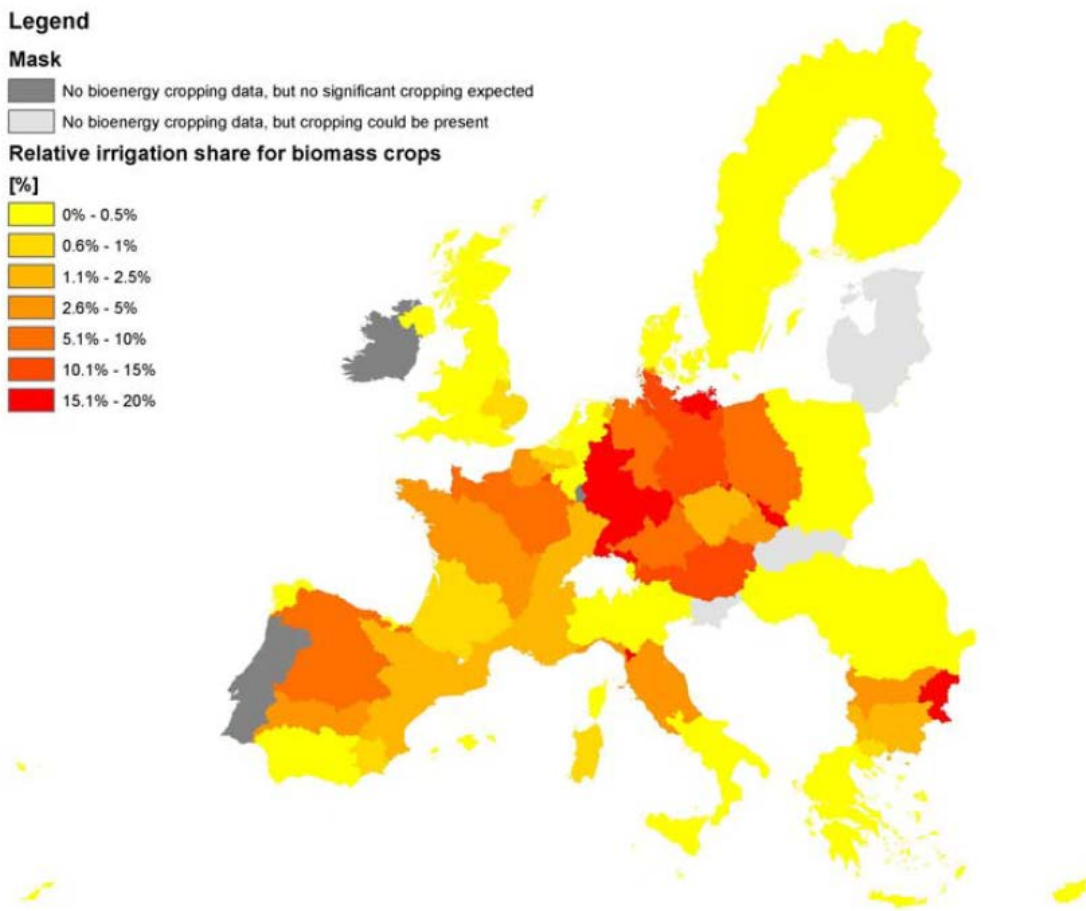 Legend
Mask
No bioenergy cropping data, but no significant cropping expected
No bioenergy cropping data, but cropping could be present
Relative irrigation share for biomass crops
[%]
0% - 0.5%
0.6% - 1%
1.1% - 2.5%
2.6% - 5%
5.1% - 10%
10.1% - 15%
15.1% - 20%